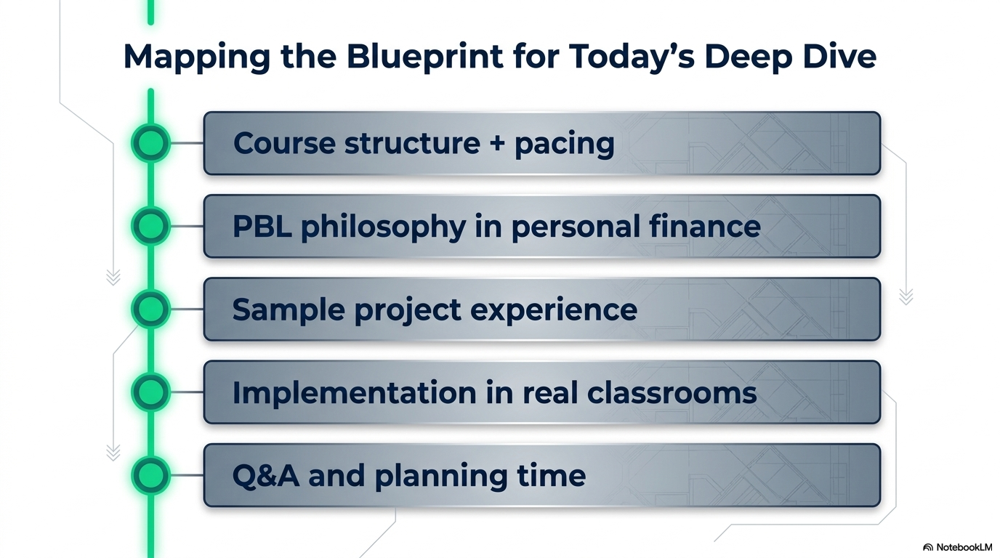 Mapping the Blueprint for Today’s Deep Dive
Course structure + pacing
PBL philosophy in personal finance
Sample project experience
Implementation in real classrooms
Q&A and planning time
NotebookLM